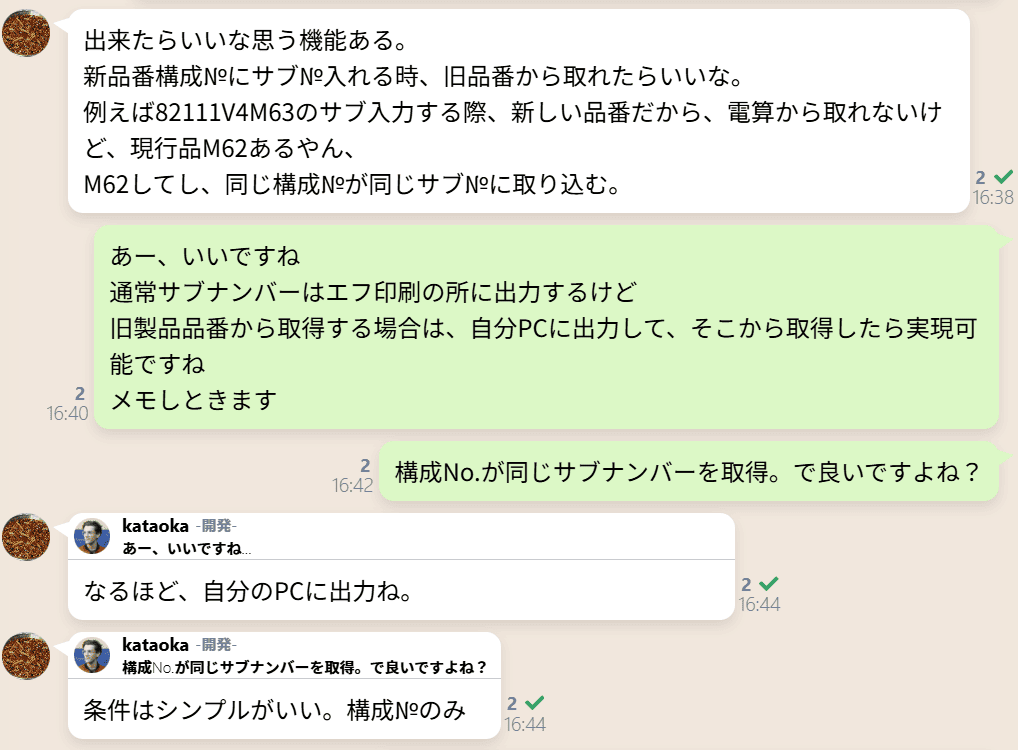 出来たらいいな思う機能ある。
新品番構成№にサブ№入れる時、旧品番から取れたらいいな。
例えば82111V4M63のサブ入力する際、新しい品番だから、電算から取れないけ
ど、現行品M62あるやん、
M62してし、同じ構成№が同じサブ№に取り込む。
2
16:38
あー、いいですね
通常サブナンバーはエフ印刷の所に出力するけど
旧製品品番から取得する場合は、自分PCに出力して、そこから取得したら実現可
能ですね
メモしときます
2
16:40
構成No.が同じサブナンバーを取得。で良いですよね？
2
16:42
kataoka -開発-
あー、いいですね...
なるほど、自分のPCに出力ね。
2
16:44
kataoka -開発-
構成No.が同じサブナンバーを取得。で良いですよね？
条件はシンプルがいい。構成№のみ
2
16:44